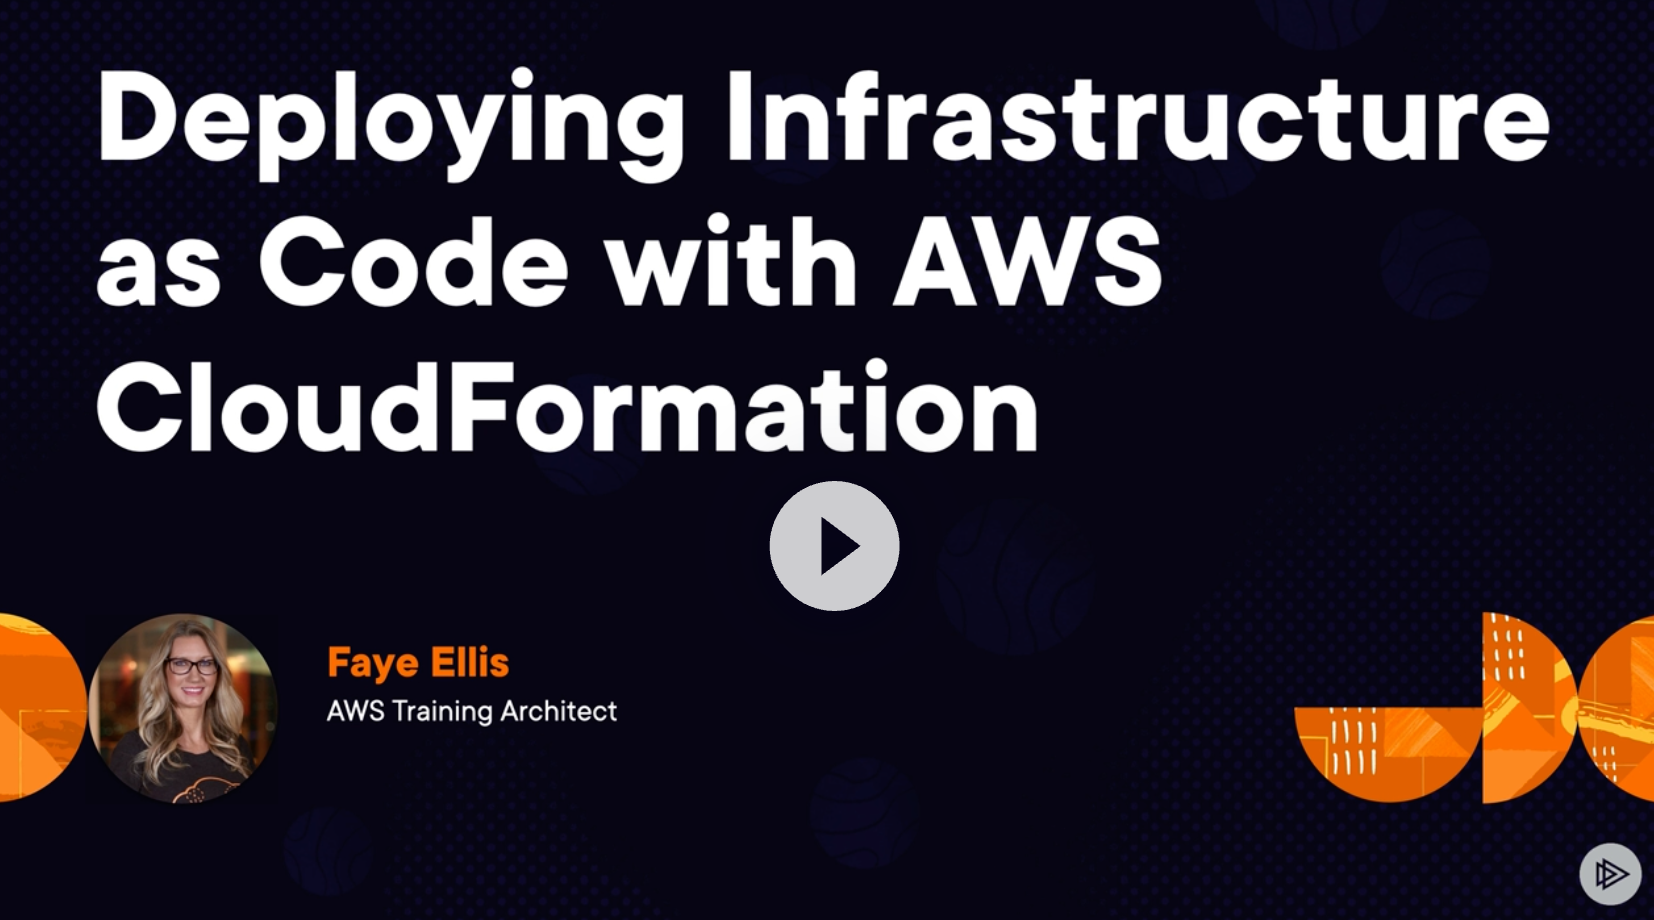 Deploying Infrastructure
as Code with AWS
CloudFormation
Faye Ellis
AWS Training Architect